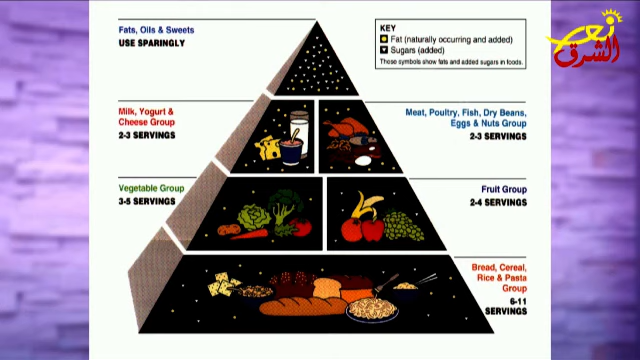 Fats, Oils & Sweets
USE SPARINGLY
KEY
Fat (naturally occurring and added)
Sugars (added)
These symbols show fats and added sugars in foods.
نعم
الشرق
Milk, Yogurt &
Cheese Group
2-3 SERVINGS
Meat, Poultry, Fish, Dry Beans,
Eggs & Nuts Group
2-3 SERVINGS
Vegetable Group
3-5 SERVINGS
Fruit Group
2-4 SERVINGS
Bread, Cereal,
Rice & Pasta
Group
6-11
SERVINGS